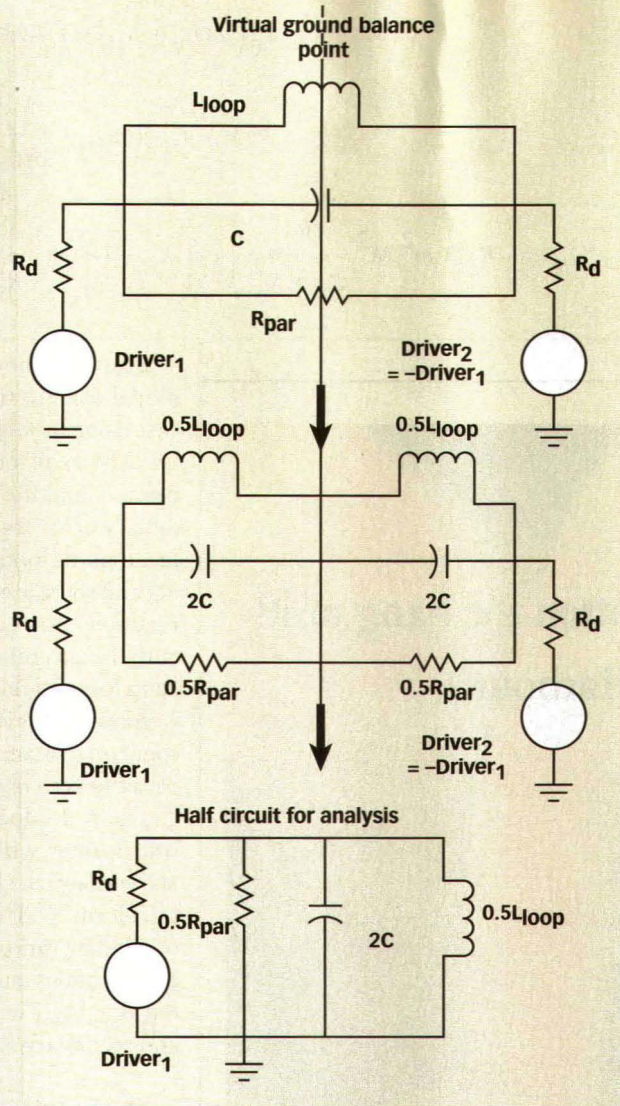 Virtual ground balance
point
Lloop
C
Rd
Rd
Rpar
Driver1
Driver2
= –Driver1
0.5Lloop
0.5Lloop
2C
2C
Rd
Rd
0.5Rpar
0.5Rpar
Driver1
Driver2
= –Driver1
Half circuit for analysis
Rd
0.5Rpar
2C
0.5Lloop
Driver1